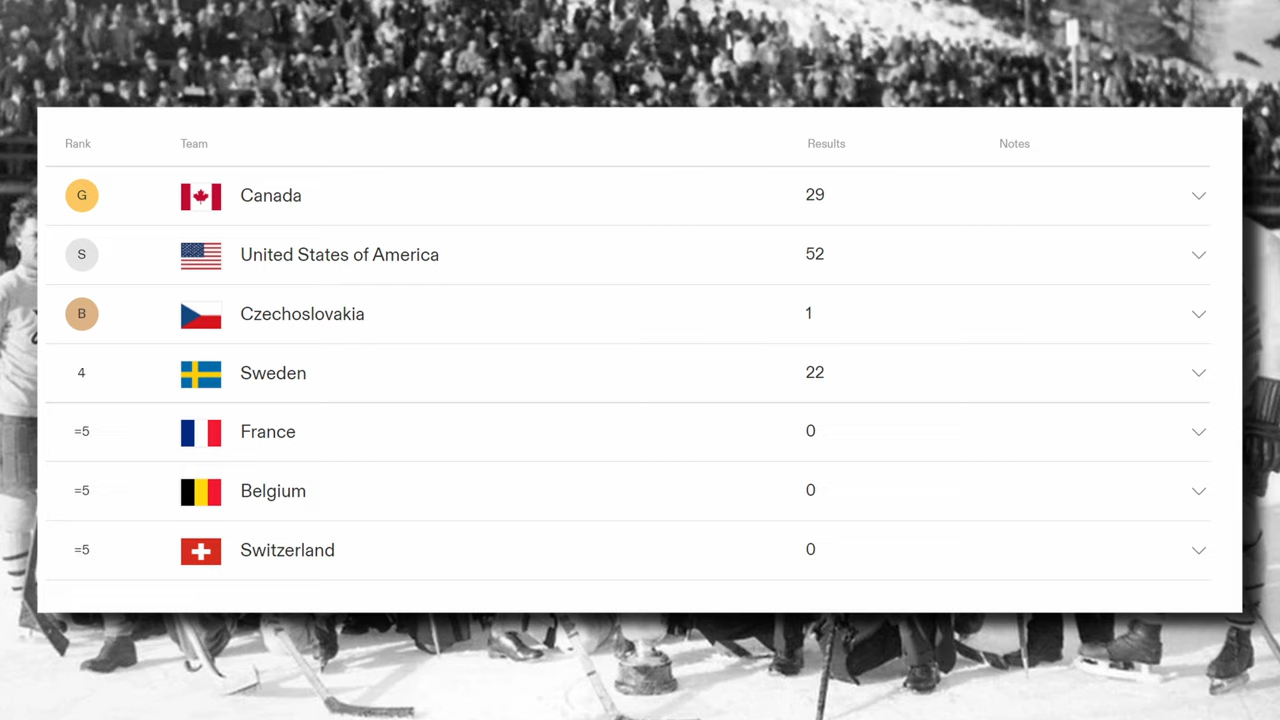 Rank Team Results Notes
G Canada 29
S United States of America 52
B Czechoslovakia 1
4 Sweden 22
=5 France 0
=5 Belgium 0
=5 Switzerland 0